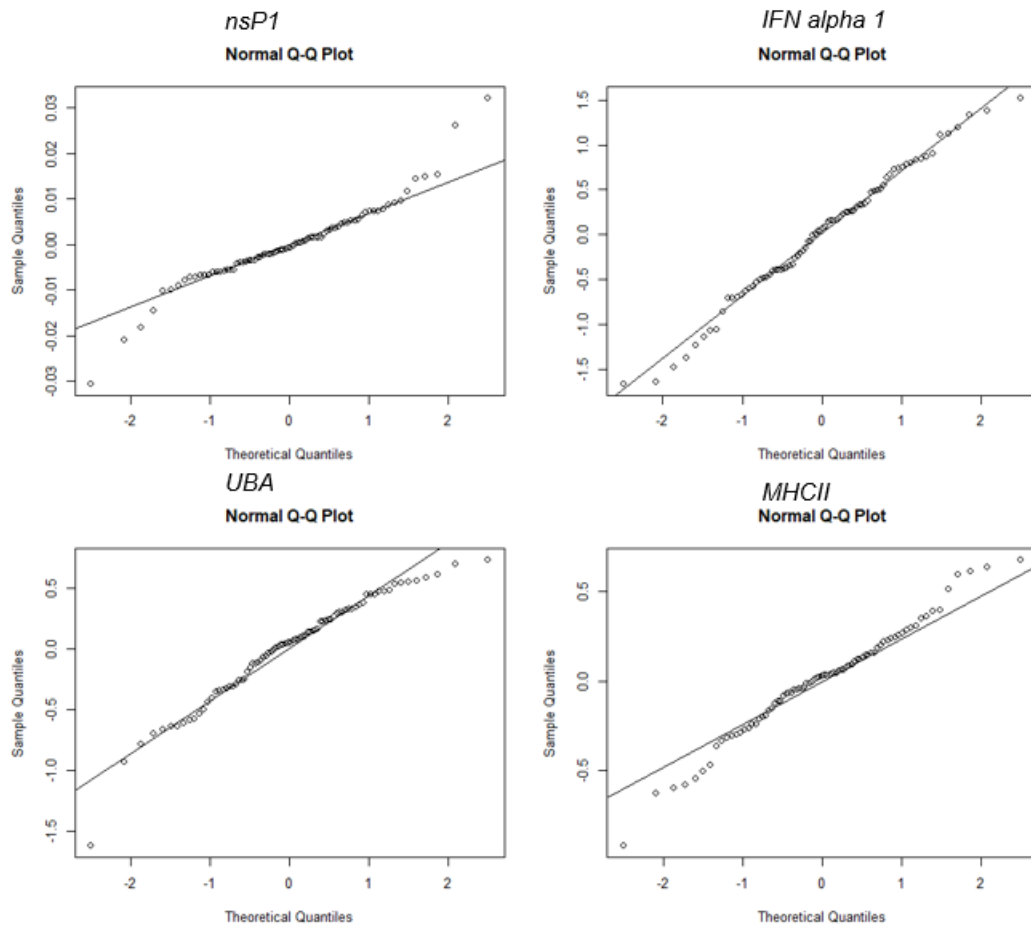 nsP1
Normal Q-Q Plot
Sample Quantiles
0.03
0.02
0.01
0.00
-0.01
-0.02
-0.03
-2 -1 0 1 2
Theoretical Quantiles
IFN alpha 1
Normal Q-Q Plot
Sample Quantiles
1.5
1.0
0.5
0.0
-0.5
-1.0
-1.5
-2 -1 0 1 2
Theoretical Quantiles
UBA
Normal Q-Q Plot
Sample Quantiles
0.5
0.0
-0.5
-1.0
-1.5
-2 -1 0 1 2
Theoretical Quantiles
MHCII
Normal Q-Q Plot
Sample Quantiles
0.5
0.0
-0.5
-2 -1 0 1 2
Theoretical Quantiles